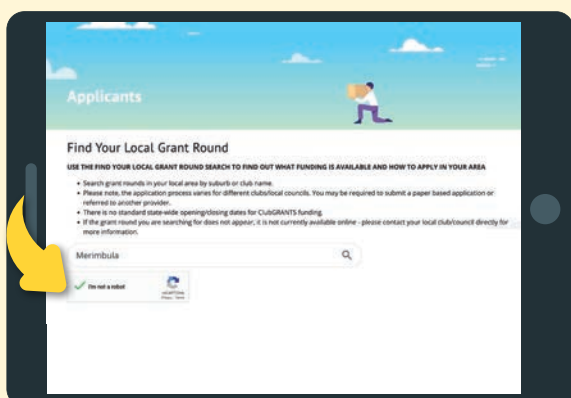 Applicants
Find Your Local Grant Round
USE THE FIND YOUR LOCAL GRANT ROUND SEARCH TO FIND OUT WHAT FUNDING IS AVAILABLE AND HOW TO APPLY IN YOUR AREA
• Search grant rounds in your local area by suburb or club name.
• Please note, the application process varies for different clubs/local councils. You may be required to submit a paper based application or
referred to another provider.
• There is no standard state-wide opening/closing dates for ClubGRANTS funding.
• If the grant round you are searching for does not appear, it is not currently available online - please contact your local club/council directly for
more information.
Merimbula
I'm not a robot
reCAPTCHA
Privacy - Terms